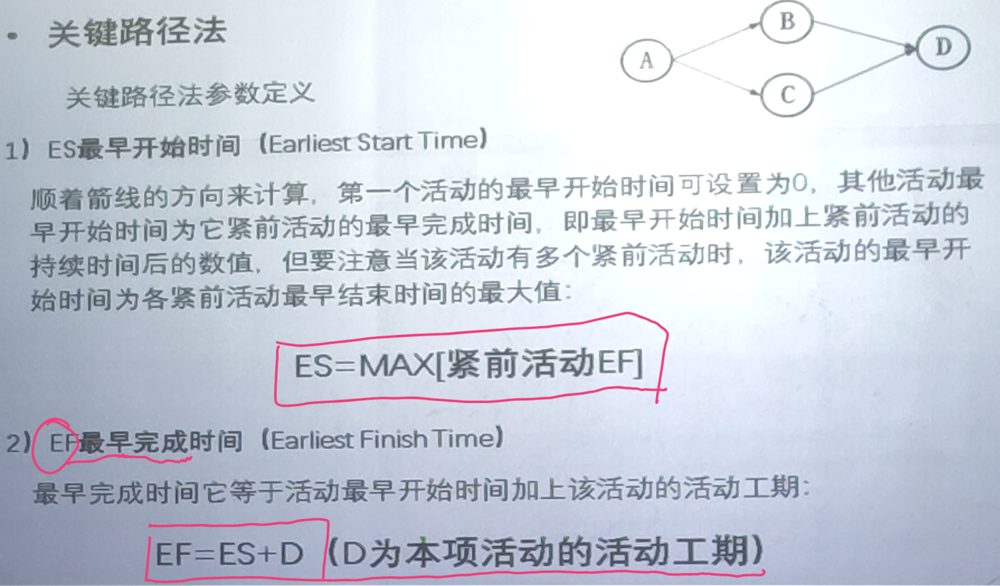 • 关键路径法
B
D
A
C
关键路径法参数定义
1) ES最早开始时间 (Earliest Start Time)
顺着箭线的方向来计算, 第一个活动的最早开始时间可设置为0, 其他活动最
早开始时间为它紧前活动的最早完成时间, 即最早开始时间加上紧前活动的
持续时间后的数值, 但要注意当该活动有多个紧前活动时, 该活动的最早开
始时间为各紧前活动最早结束时间的最大值:
ES=MAX[紧前活动EF]
2) EF最早完成时间 (Earliest Finish Time)
最早完成时间它等于活动最早开始时间加上该活动的活动工期:
EF=ES+D (D为本项活动的活动工期)